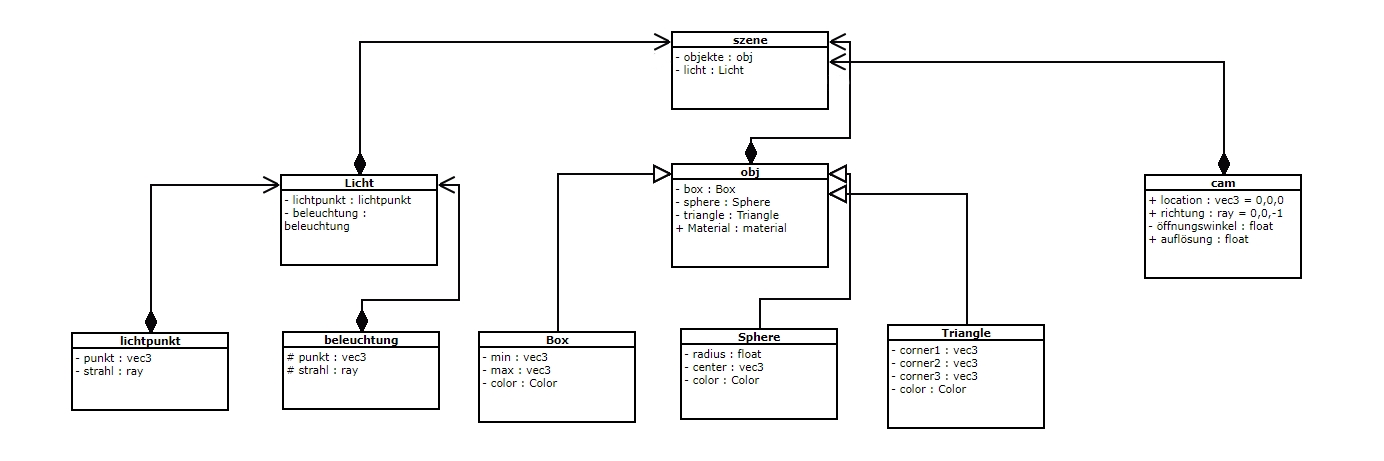 szene
- objekte : obj
- licht : Licht
Licht
- lichtpunkt : lichtpunkt
- beleuchtung :
beleuchtung
obj
- box : Box
- sphere : Sphere
- triangle : Triangle
+ Material : material
cam
+ location : vec3 = 0,0,0
+ richtung : ray = 0,0,-1
- öffnungswinkel : float
+ auflösung : float
lichtpunkt
- punkt : vec3
- strahl : ray
beleuchtung
# punkt : vec3
# strahl : ray
Box
- min : vec3
- max : vec3
- color : Color
Sphere
- radius : float
- center : vec3
- color : Color
Triangle
- corner1 : vec3
- corner2 : vec3
- corner3 : vec3
- color : Color